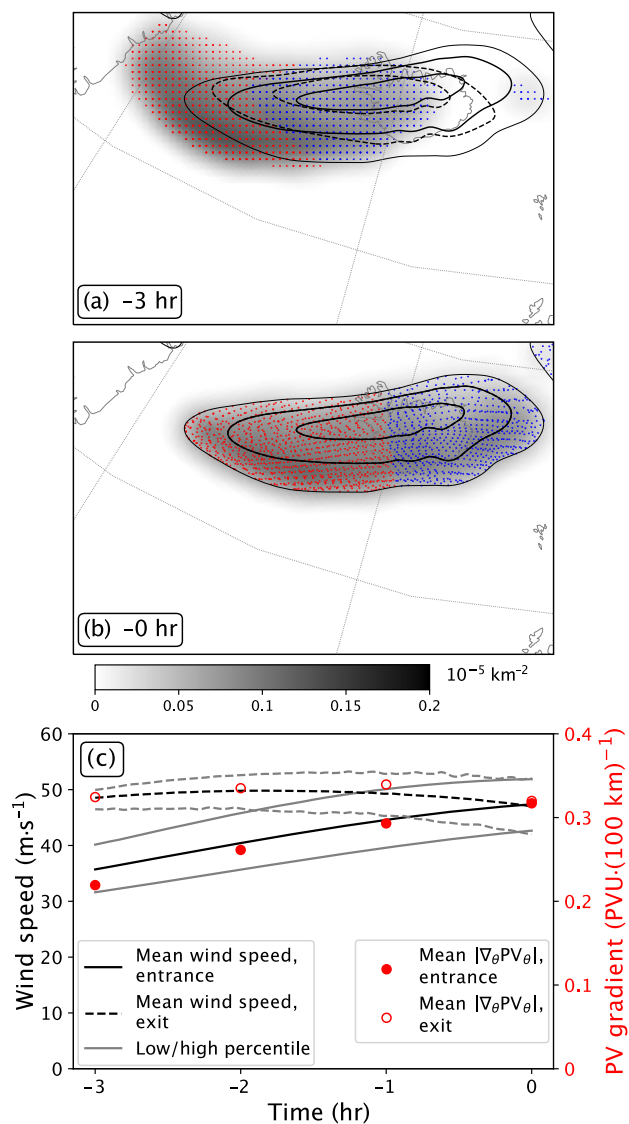 (a) -3 hr
(b) -0 hr
0 0.05 0.1 0.15 0.2
10⁻⁵ km⁻²
(c)
60
50
40
30
20
10
0
Wind speed (m·s⁻¹)
0.4
0.3
0.2
0.1
0
PV gradient (PVU·(100 km)⁻¹
Mean wind speed,
entrance
Mean wind speed,
exit
Low/high percentile
Mean |∇θPVθ|,
entrance
Mean |∇θPVθ|,
exit
-3 -2 -1 0
Time (hr)